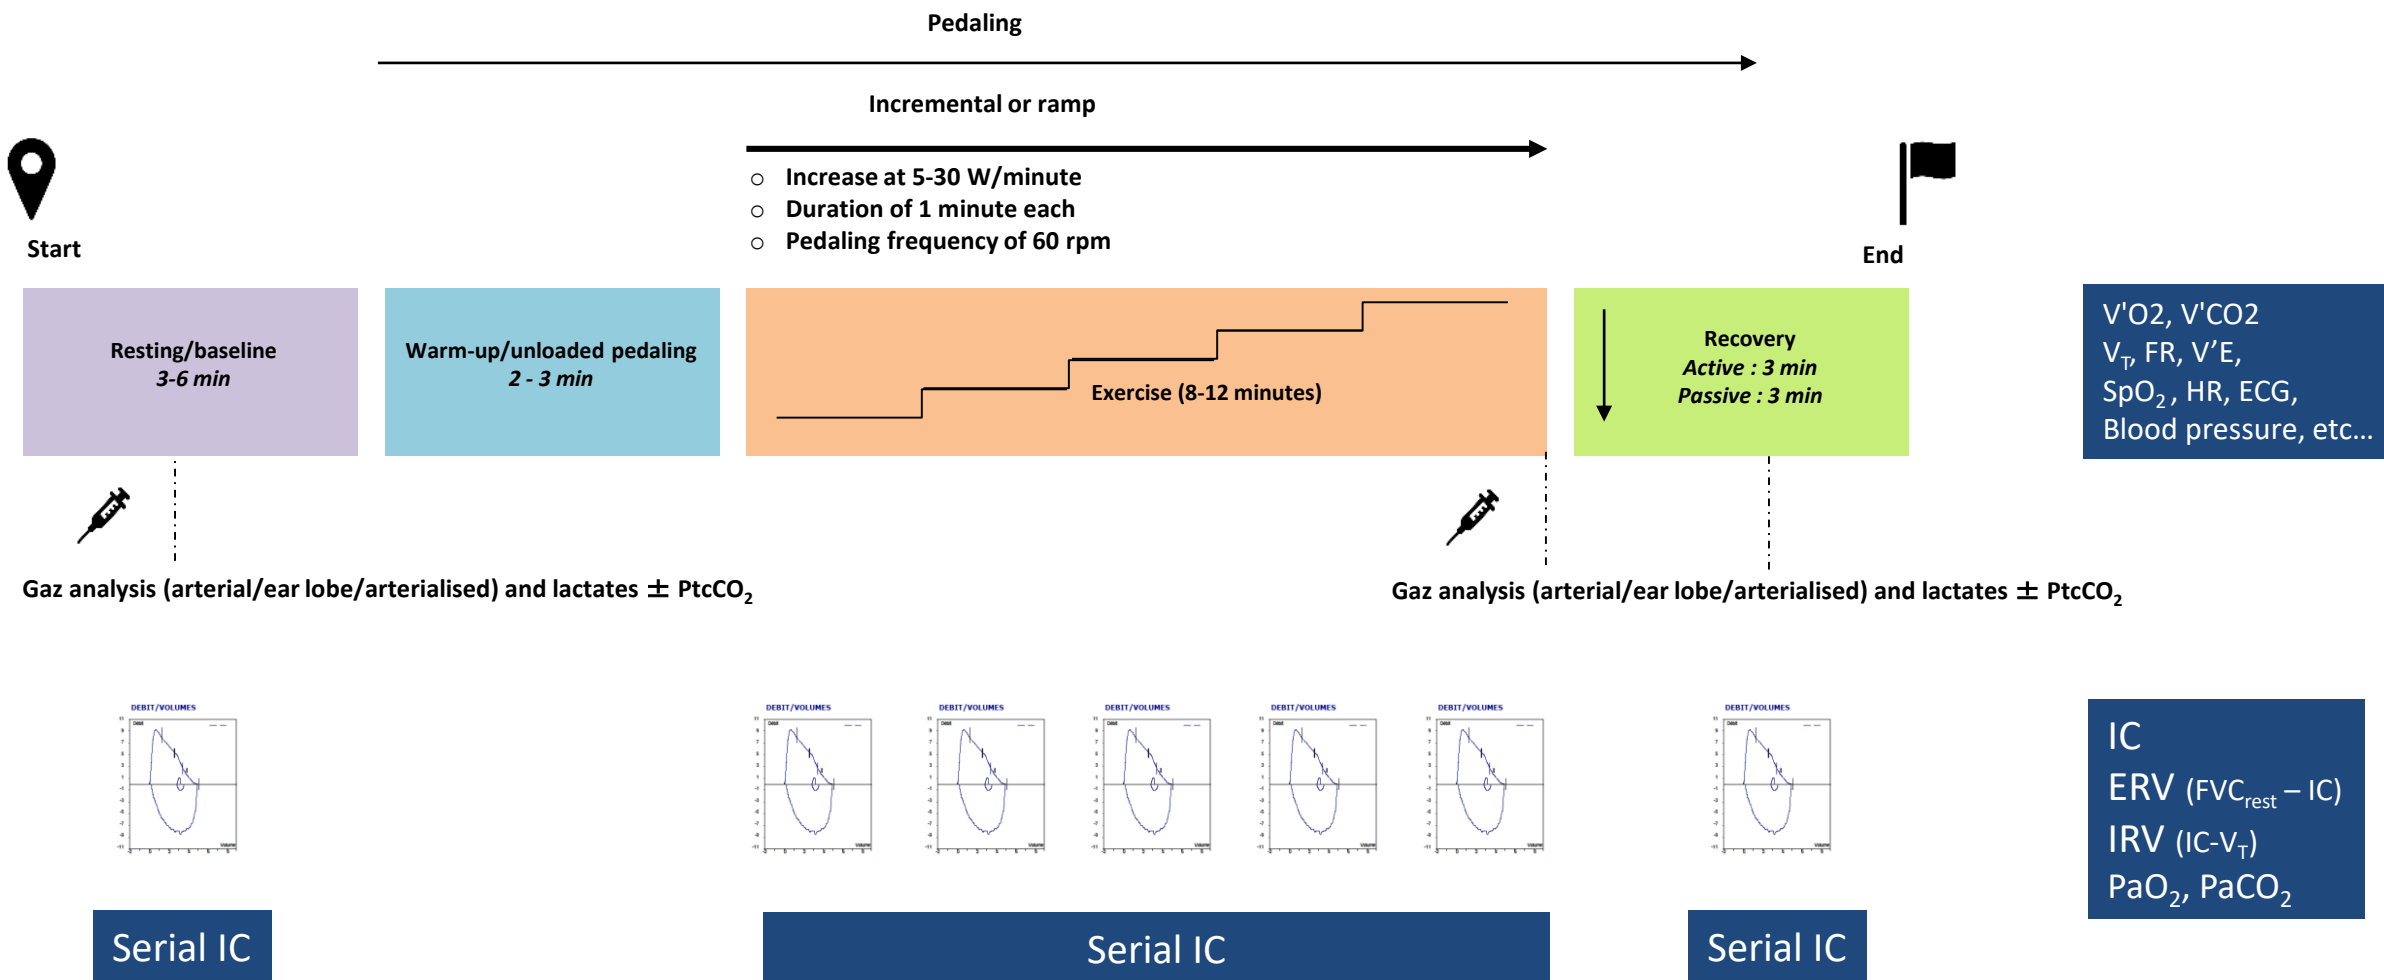 Pedaling
Incremental or ramp
o Increase at 5-30 W/minute
o Duration of 1 minute each
o Pedaling frequency of 60 rpm
Start
End
Resting/baseline
3-6 min
Warm-up/unloaded pedaling
2 - 3 min
Exercise (8-12 minutes)
Recovery
Active : 3 min
Passive : 3 min
V'O2, V'CO2
V_T, FR, V’E,
SpO₂ , HR, ECG,
Blood pressure, etc...
Gaz analysis (arterial/ear lobe/arterialised) and lactates ± PtcCO₂
Gaz analysis (arterial/ear lobe/arterialised) and lactates ± PtcCO₂
DEBIT/VOLUMES
DEBIT/VOLUMES
DEBIT/VOLUMES
DEBIT/VOLUMES
DEBIT/VOLUMES
DEBIT/VOLUMES
DEBIT/VOLUMES
IC
ERV (FVC_rest – IC)
IRV (IC-V_T)
PaO₂, PaCO₂
Serial IC
Serial IC
Serial IC